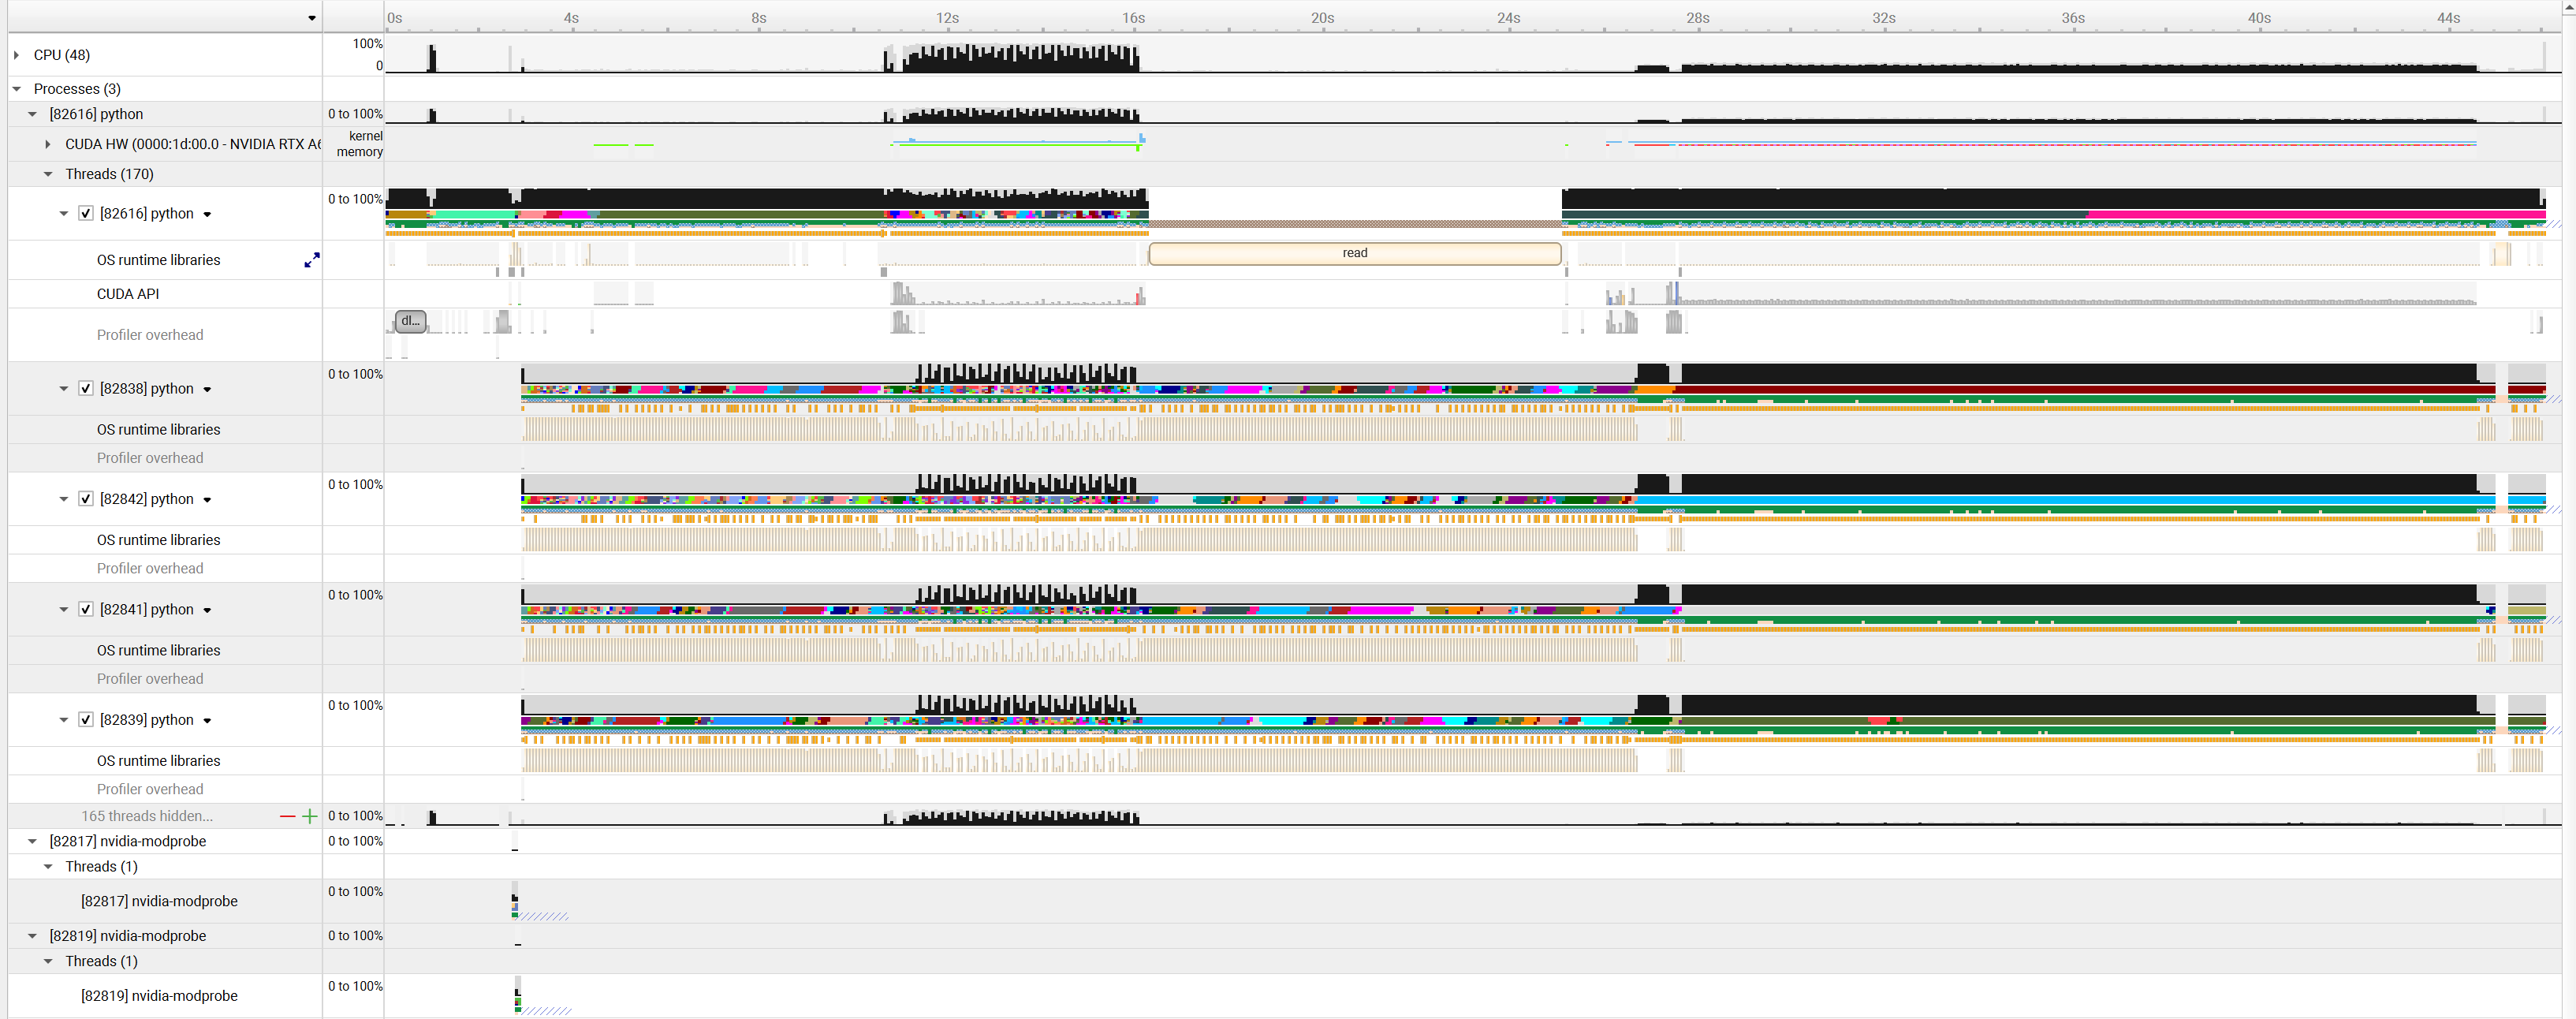 0s 4s 8s 12s 16s 20s 24s 28s 32s 36s 40s 44s
CPU (48) 100%
0
Processes (3)
[82616] python 0 to 100%
CUDA HW (0000:1d:00.0 - NVIDIA RTX A6 kernel
memory
Threads (170)
[82616] python 0 to 100%
OS runtime libraries read
CUDA API
Profiler overhead dl...
[82838] python 0 to 100%
OS runtime libraries
Profiler overhead
[82842] python 0 to 100%
OS runtime libraries
Profiler overhead
[82841] python 0 to 100%
OS runtime libraries
Profiler overhead
[82839] python 0 to 100%
OS runtime libraries
Profiler overhead
165 threads hidden... 0 to 100%
[82817] nvidia-modprobe 0 to 100%
Threads (1)
[82817] nvidia-modprobe 0 to 100%
[82819] nvidia-modprobe 0 to 100%
Threads (1)
[82819] nvidia-modprobe 0 to 100%